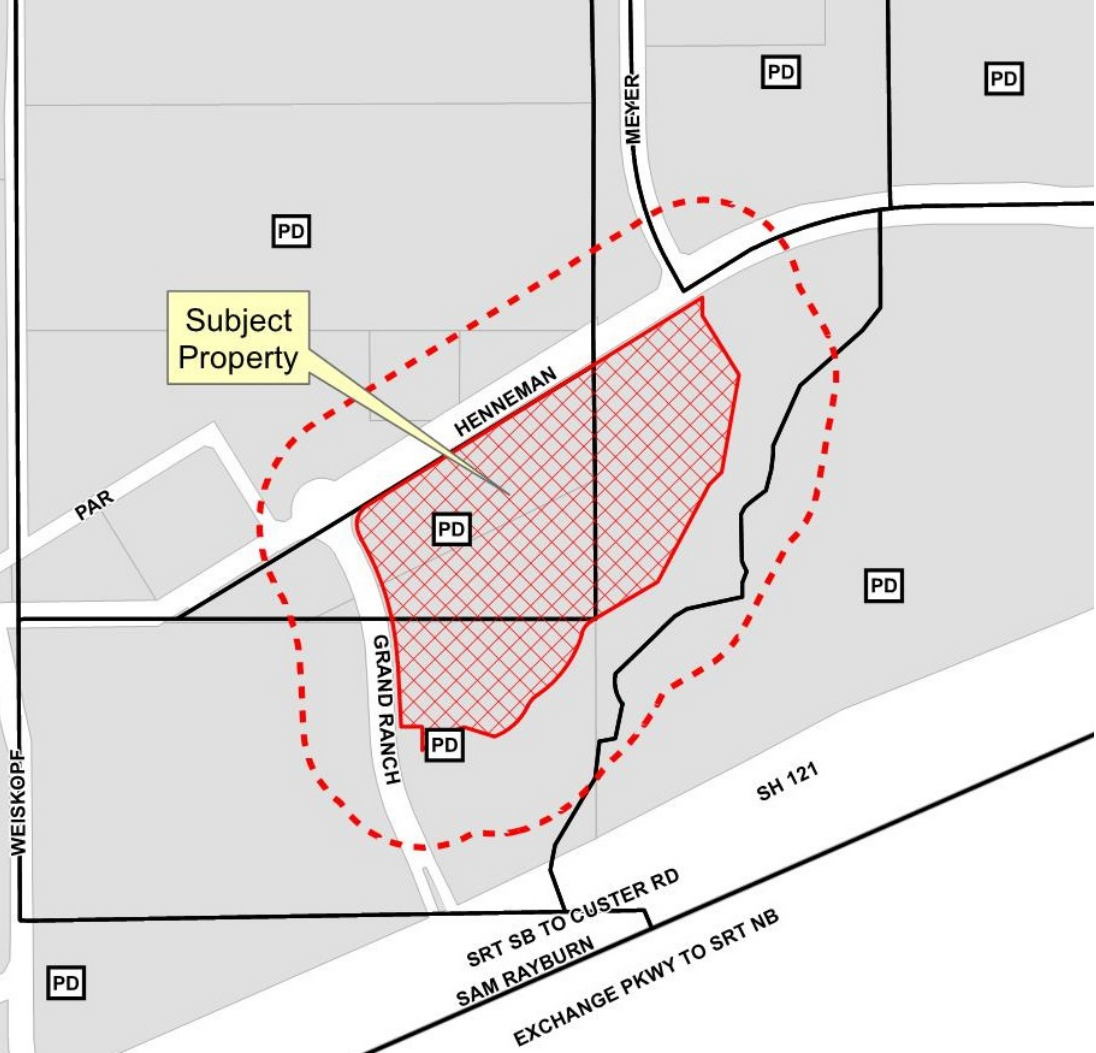 PD
PD
MEYER
PD
Subject
Property
HENNEMAN
PAR
PD
PD
GRAND RANCH
PD
WEISKOPF
SH 121
SRT SB TO CUSTER RD
SAM RAYBURN
EXCHANGE PKWY TO SRT NB
PD